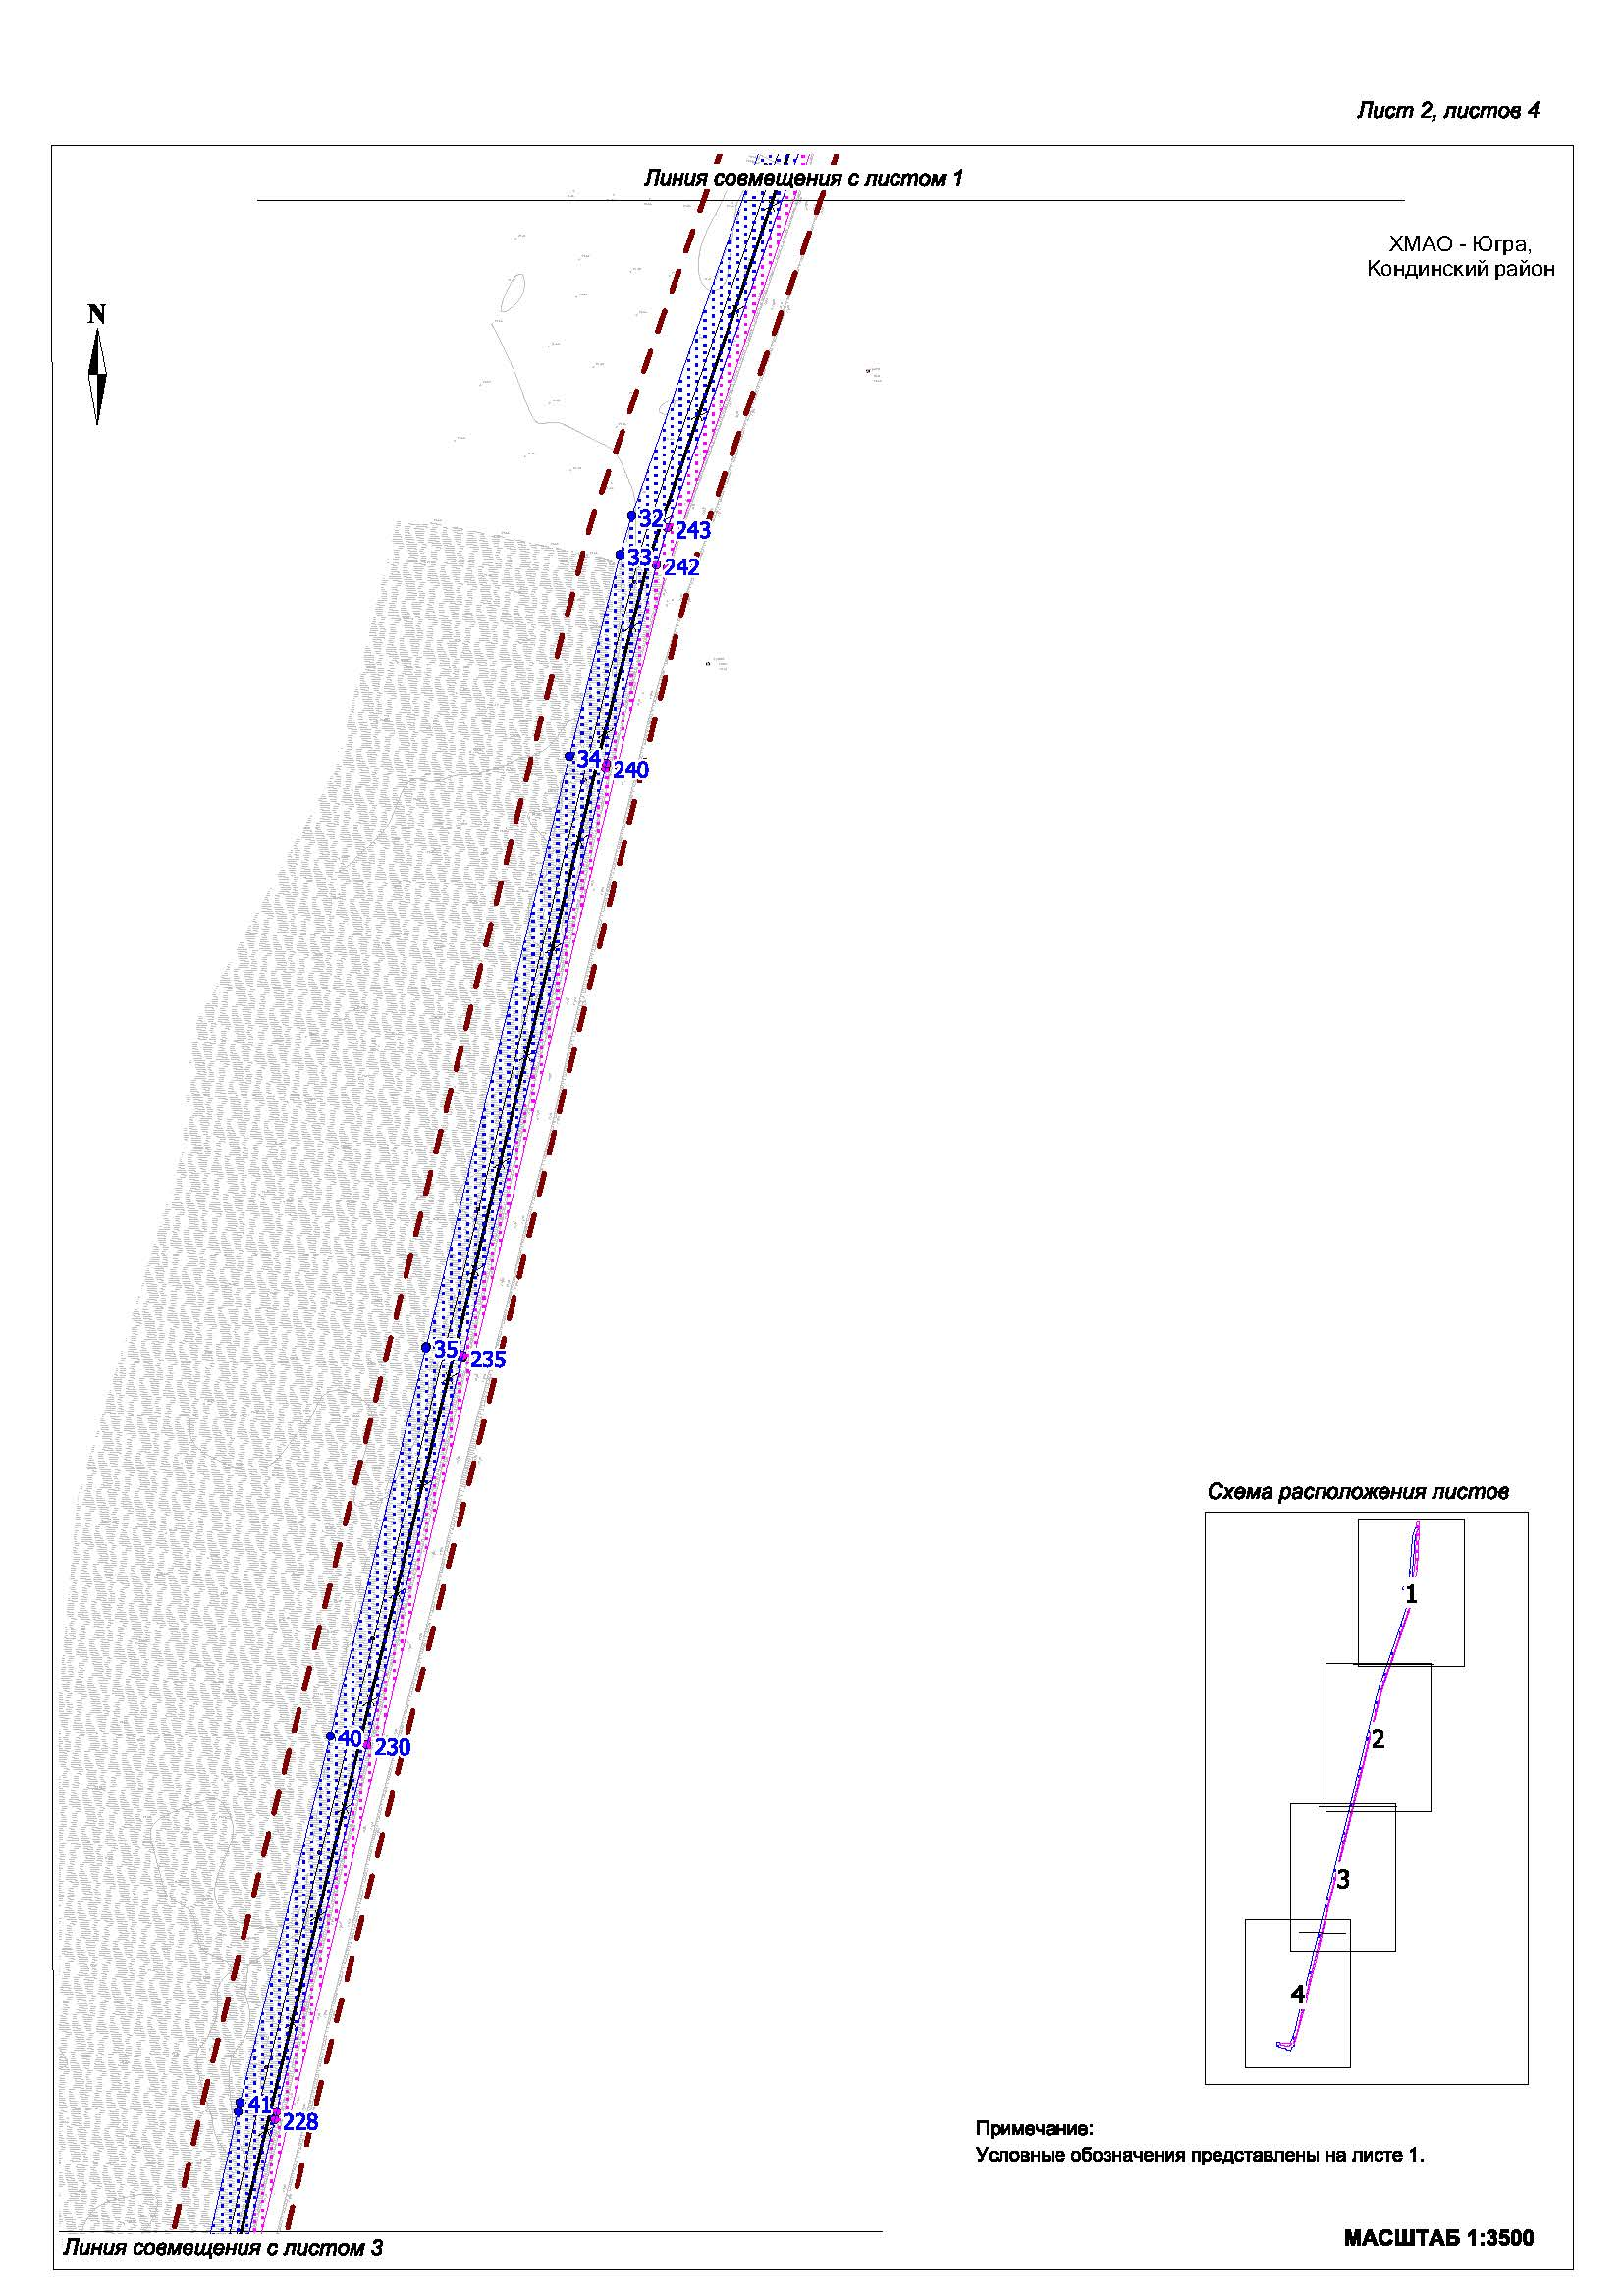 Лист 2, листов 4
Линия совмещения с листом 1
ХМАО - Югра,
Кондинский район
N
32
243
33
242
34
240
35
235
40
230
41
228
Схема расположения листов
1
2
3
4
Примечание:
Условные обозначения представлены на листе 1.
МАСШТАБ 1:3500
Линия совмещения с листом 3